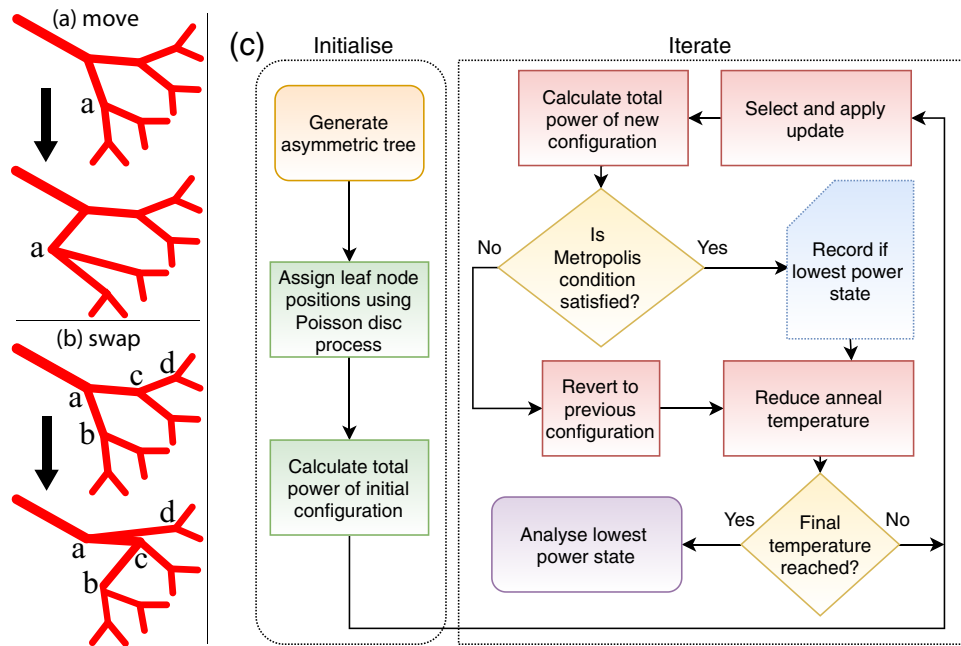 (a) move
a
a
(b) swap
a
b
c
d
a
b
c
d
(c)
Initialise
Generate
asymmetric tree
Assign leaf node
positions using
Poisson disc
process
Calculate total
power of initial
configuration
Iterate
Select and apply
update
Calculate total
power of new
configuration
Is
Metropolis
condition
satisfied?
No
Yes
Record if
lowest power
state
Revert to
previous
configuration
Reduce anneal
temperature
Final
temperature
reached?
Yes
No
Analyse lowest
power state